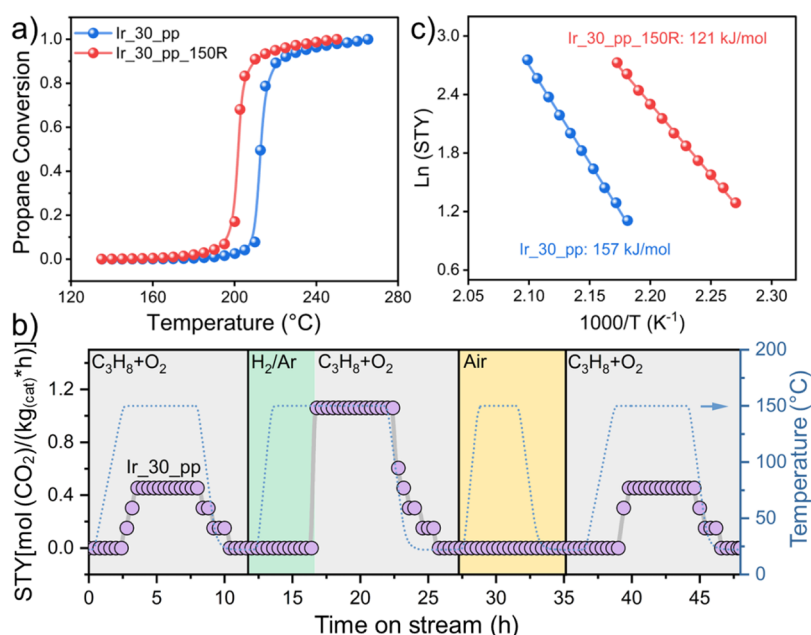 a)
Ir_30_pp
Ir_30_pp_150R
1.0
0.8
0.6
0.4
0.2
0.0
Propane Conversion
120 160 200 240 280
Temperature (°C)
c)
Ir_30_pp_150R: 121 kJ/mol
3.0
2.4
1.8
1.2
0.6
Ln (STY)
Ir_30_pp: 157 kJ/mol
2.05 2.10 2.15 2.20 2.25 2.30
1000/T (K⁻¹)
b)
C₃H₈+O₂ H₂/Ar C₃H₈+O₂ Air C₃H₈+O₂
Ir_30_pp
1.2
0.8
0.4
0.0
STY[mol (CO₂)/(kg₍cat₎*h)]
200
150
100
75
50
25
0
Temperature (°C)
0 5 10 15 20 25 30 35 40 45
Time on stream (h)